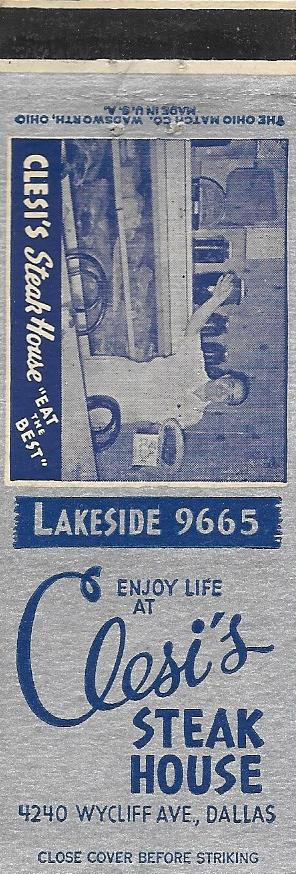 THE OHIO MATCH CO. WADSWORTH, OHIO
MADE IN U.S.A.
CLESI'S Steak House "EAT THE BEST"
LAKESIDE 9665
ENJOY LIFE
AT
Clesi's
STEAK
HOUSE
4240 WYCLIFF AVE., DALLAS
CLOSE COVER BEFORE STRIKING